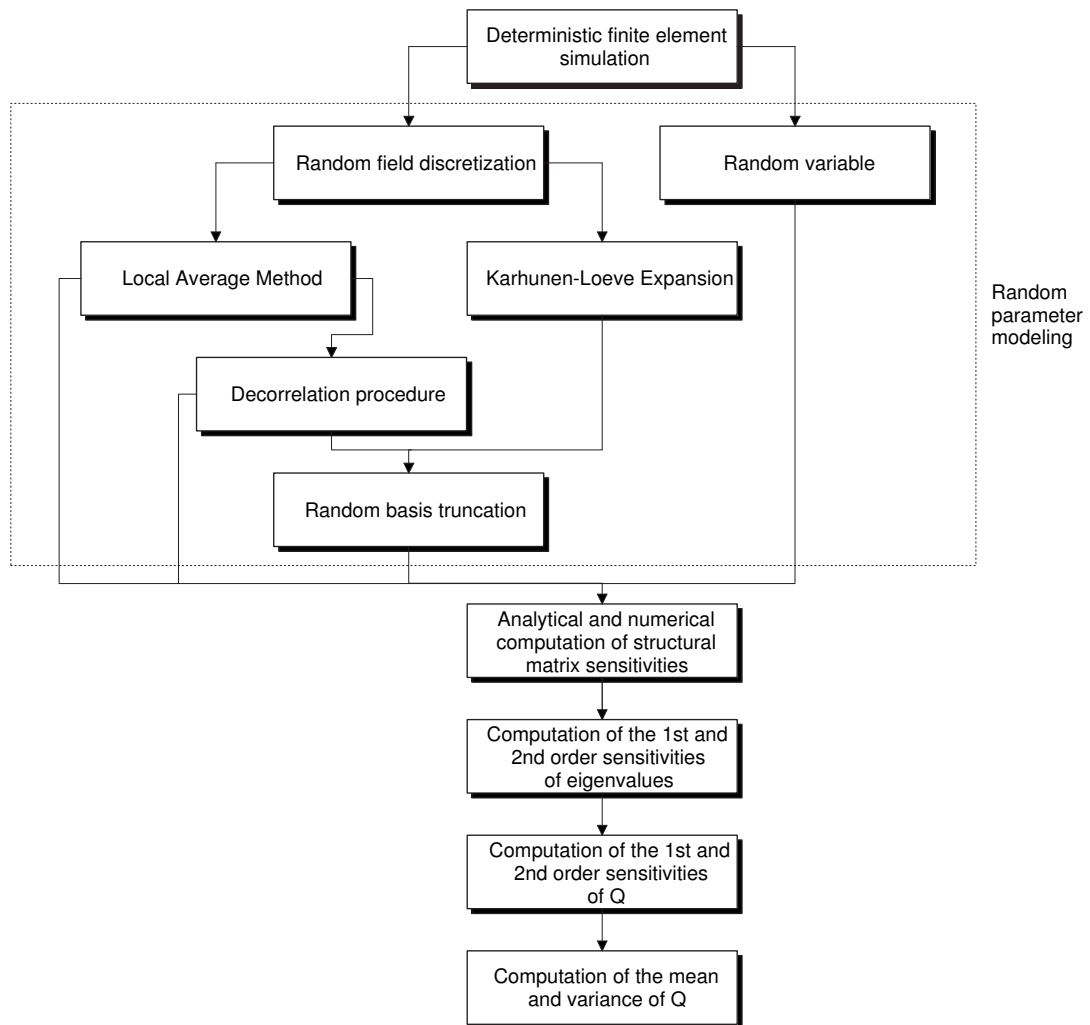 Deterministic finite element
simulation
Random field discretization
Random variable
Local Average Method
Karhunen-Loeve Expansion
Random
parameter
modeling
Decorrelation procedure
Random basis truncation
Analytical and numerical
computation of structural
matrix sensitivities
Computation of the 1st and
2nd order sensitivities
of eigenvalues
Computation of the 1st and
2nd order sensitivities
of Q
Computation of the mean
and variance of Q